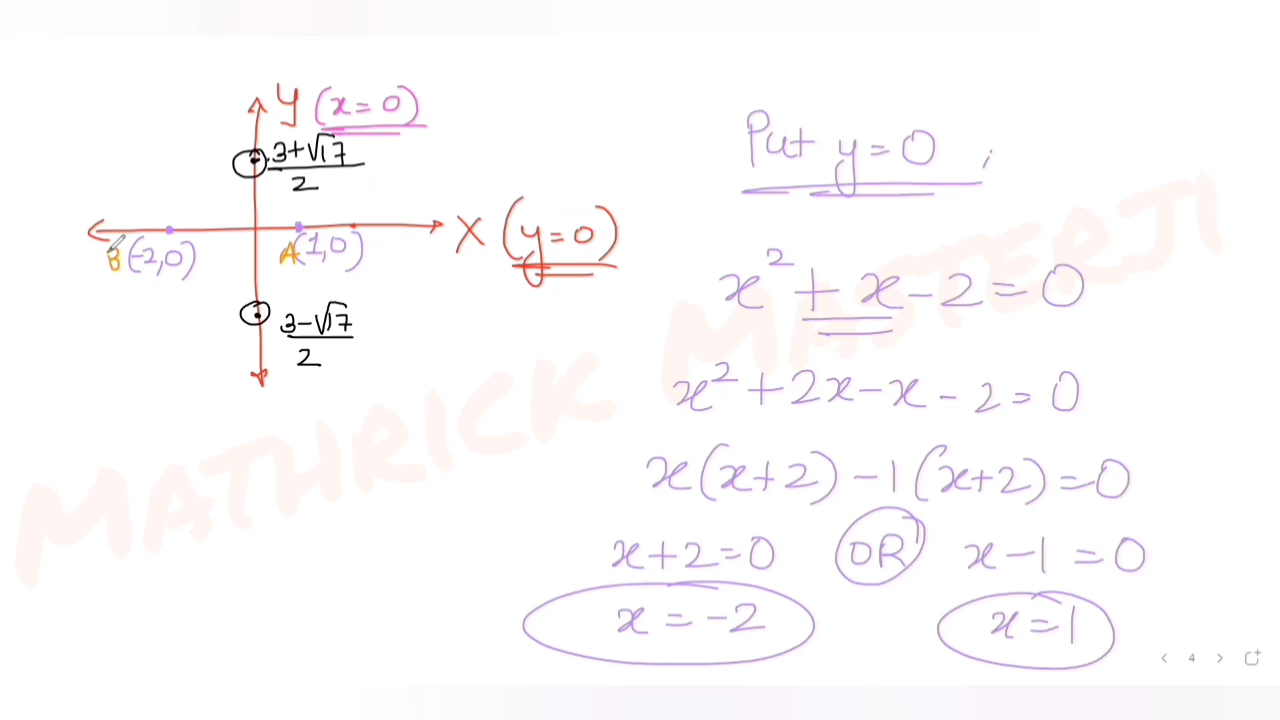 Y (x=0)
3+√17
2
X (y=0)
B(-2,0)
A(1,0)
3-√17
2
Put y=0 ;
x² + x - 2 = 0
x² + 2x - x - 2 = 0
x(x+2) - 1(x+2) = 0
x+2=0 OR x-1=0
x = -2
x = 1
MATHRICK MASTERJI
< 4 >